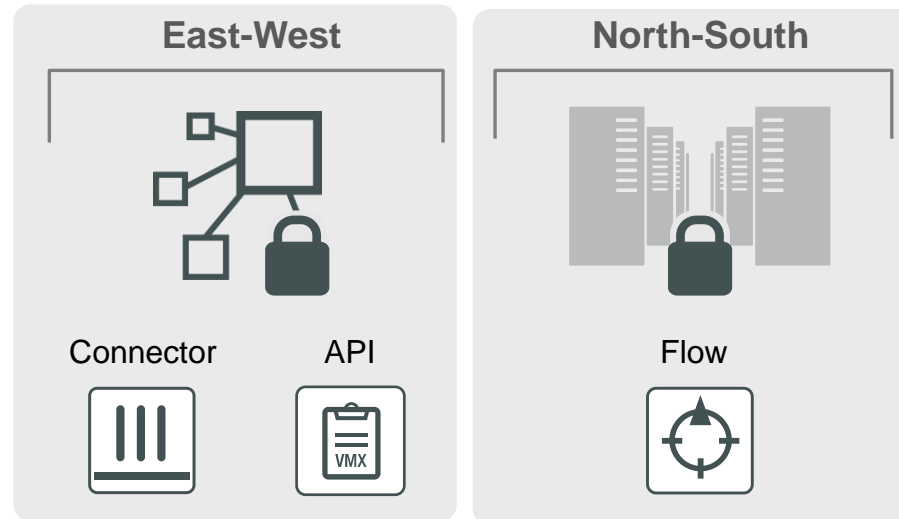 East-West
North-South
Connector
API
Flow
VMX